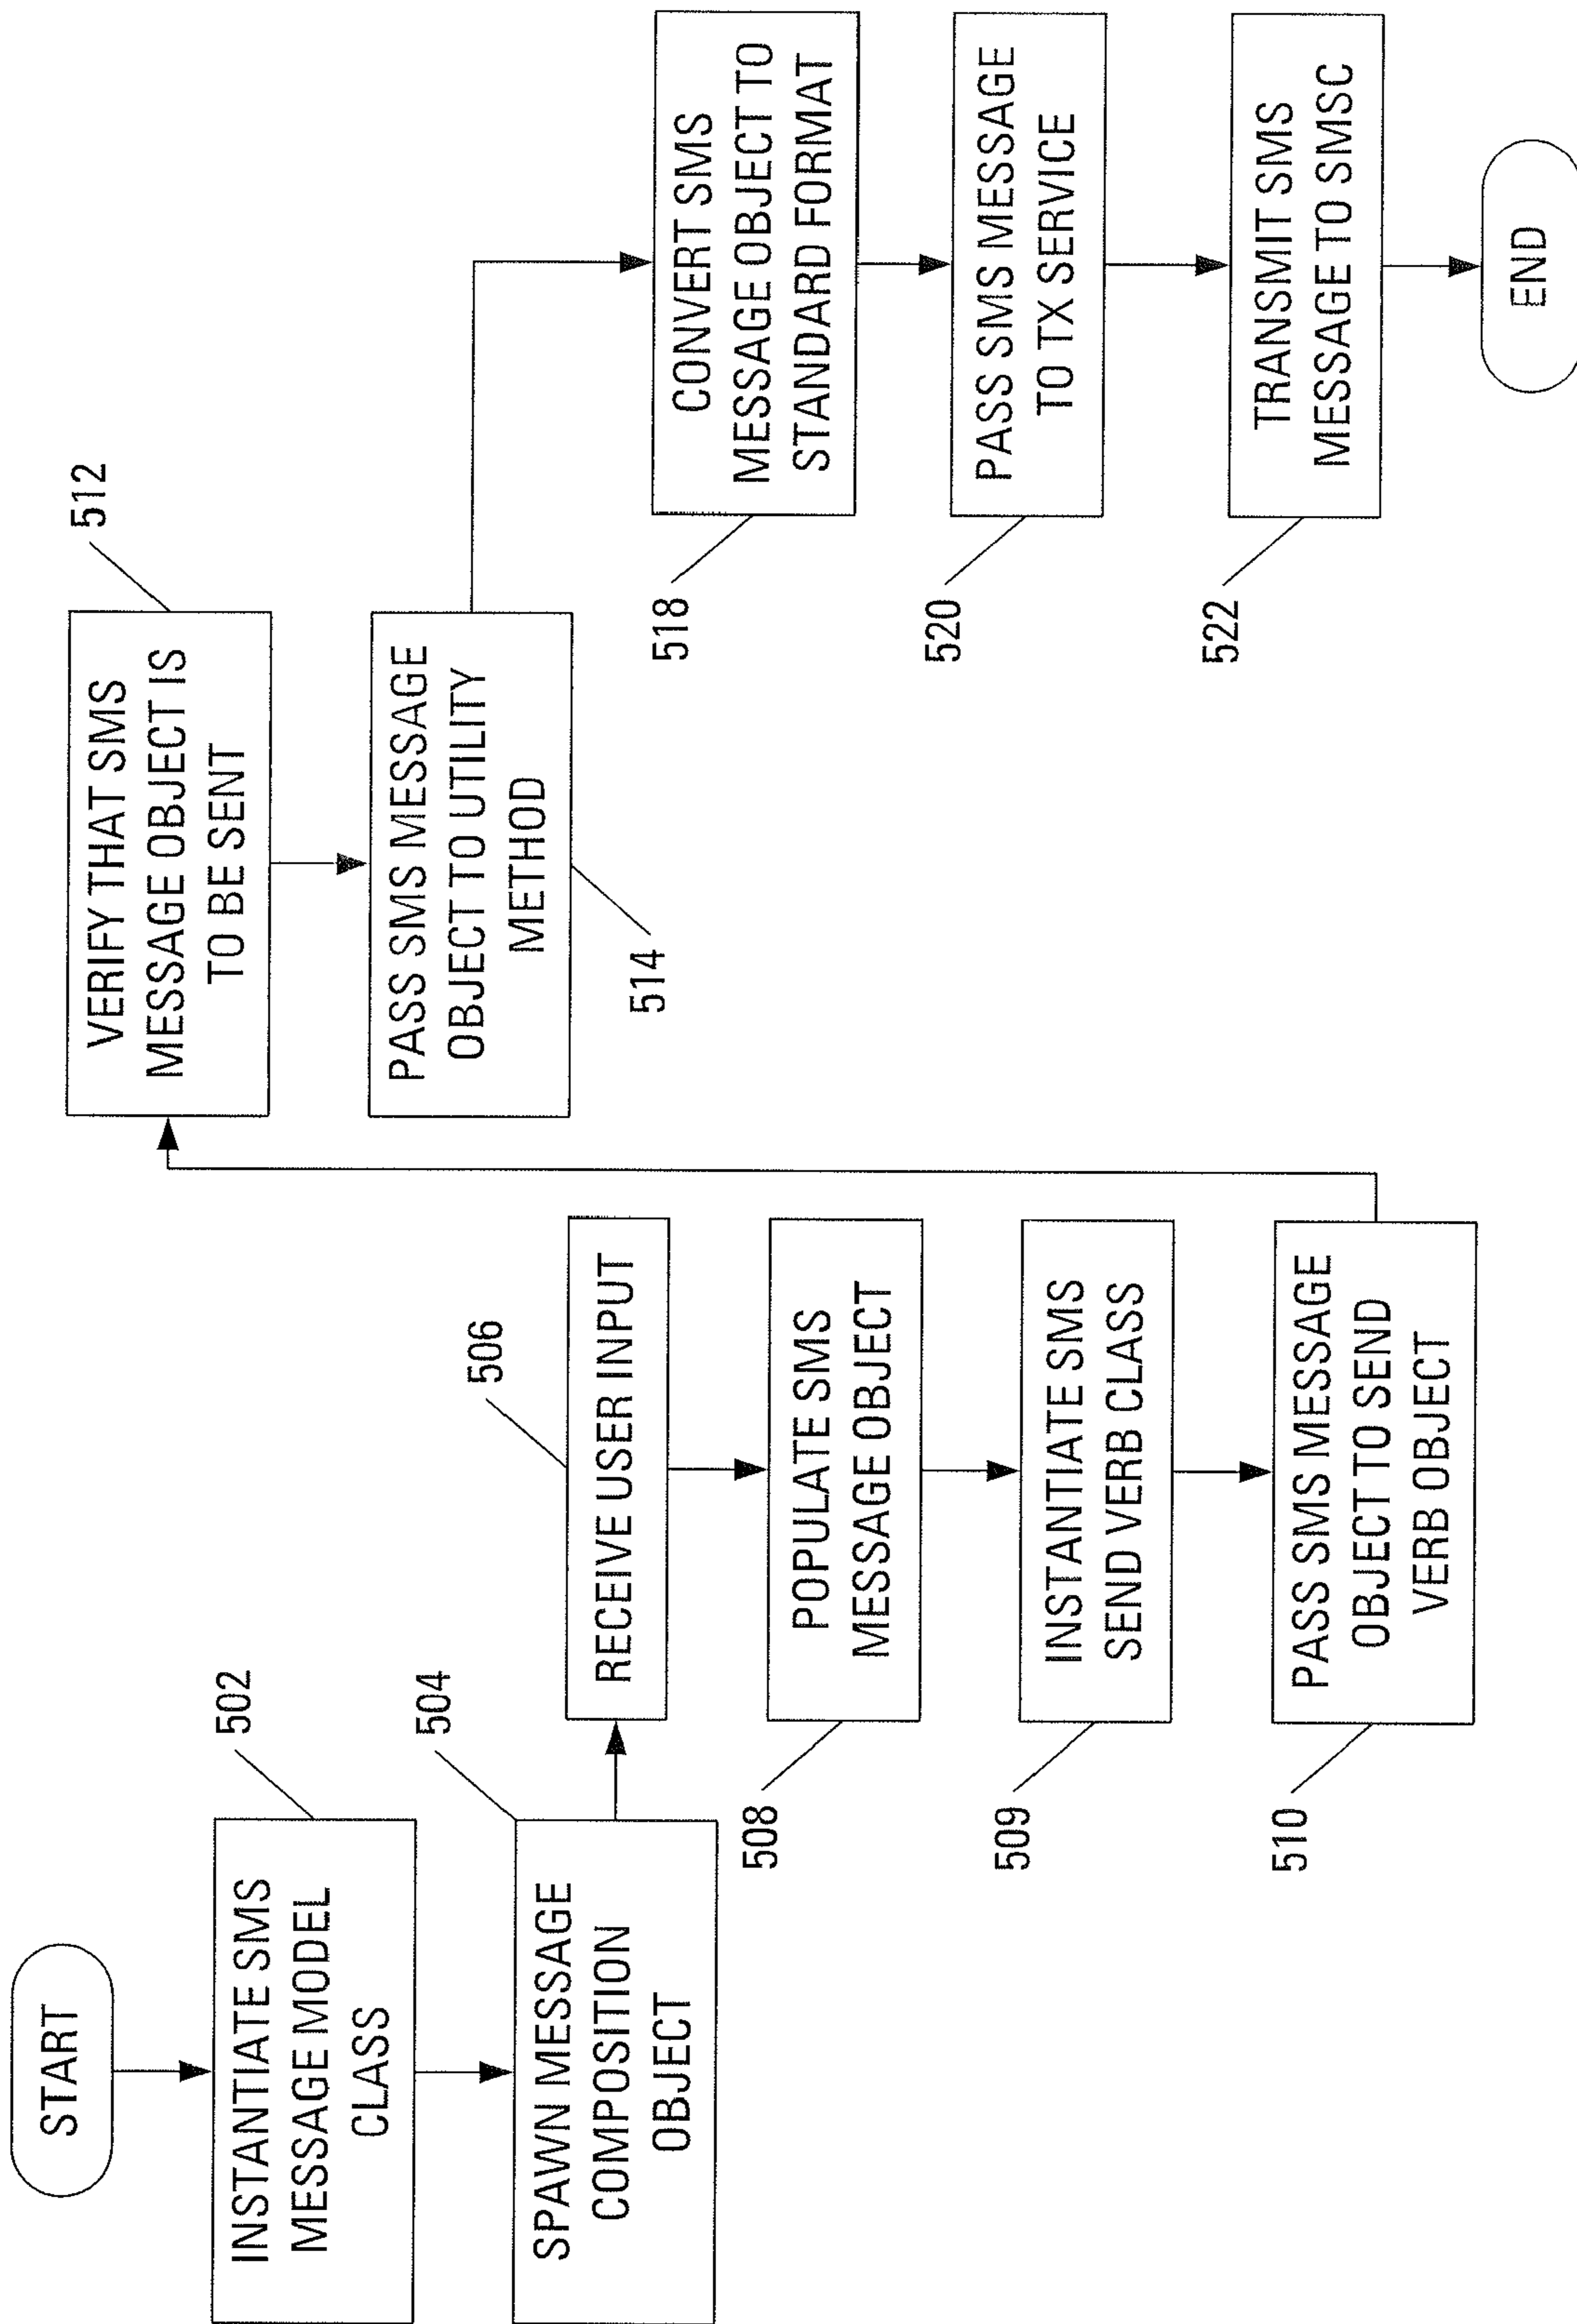 START
INSTANTIATE SMS
MESSAGE MODEL
CLASS
502
SPAWN MESSAGE
COMPOSITION
OBJECT
504
RECEIVE USER INPUT
506
POPULATE SMS
MESSAGE OBJECT
508
INSTANTIATE SMS
SEND VERB CLASS
509
PASS SMS MESSAGE
OBJECT TO SEND
VERB OBJECT
510
VERIFY THAT SMS
MESSAGE OBJECT IS
TO BE SENT
512
PASS SMS MESSAGE
OBJECT TO UTILITY
METHOD
514
CONVERT SMS
MESSAGE OBJECT TO
STANDARD FORMAT
518
PASS SMS MESSAGE
TO TX SERVICE
520
TRANSMIT SMS
MESSAGE TO SMSC
522
END